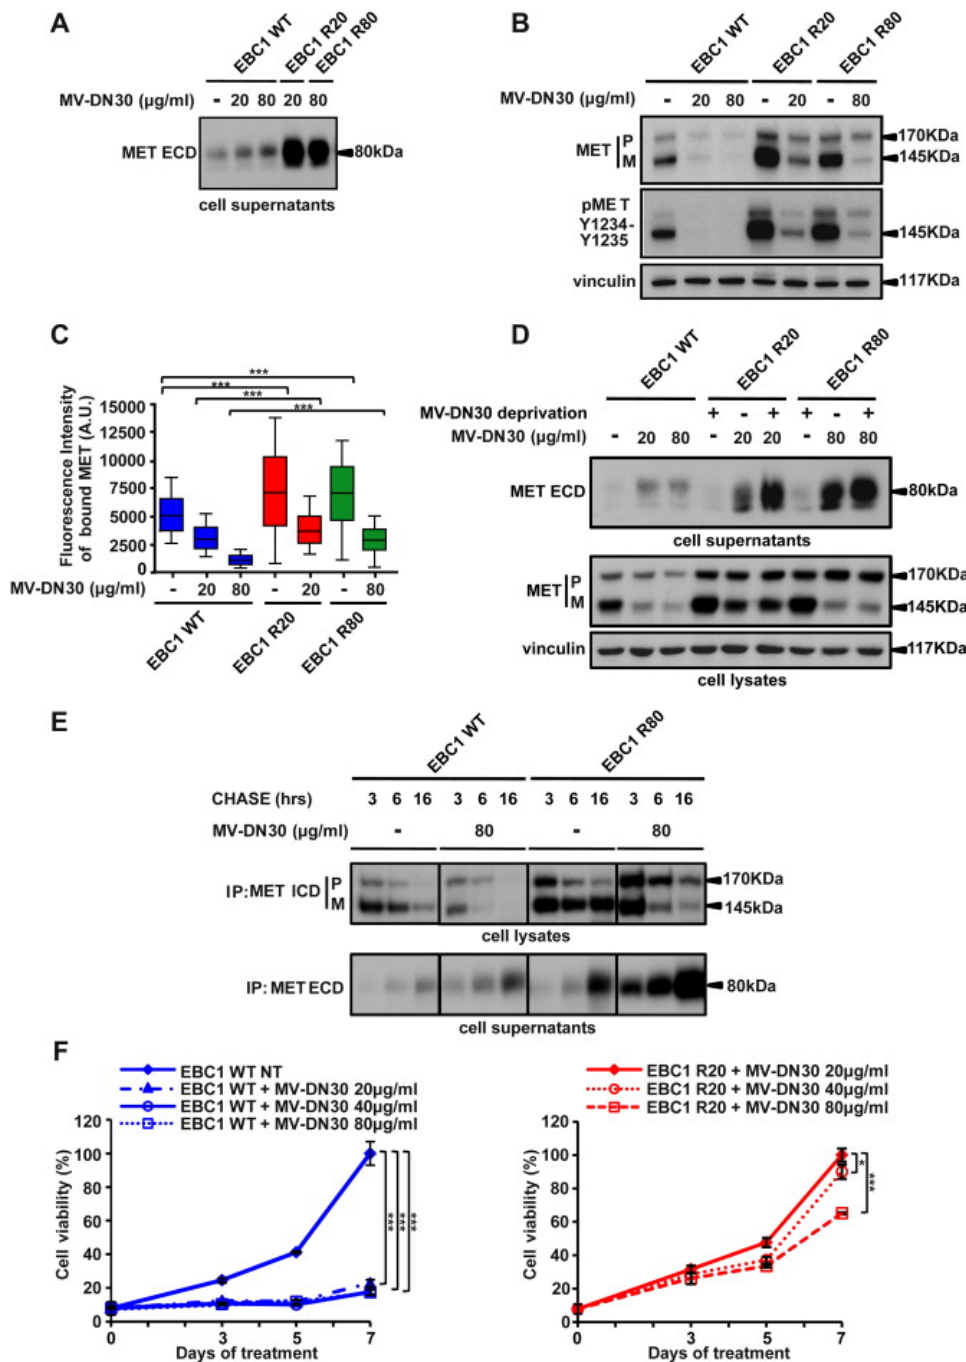 A
EBC1 WT
EBC1 R20
EBC1 R80
MV-DN30 (µg/ml) - 20 80 20 80
MET ECD
80kDa
cell supernatants
B
EBC1 WT
EBC1 R20
EBC1 R80
MV-DN30 (µg/ml) - 20 80 - 20 - 80
MET P M
170KDa
145KDa
pMET
Y1234-
Y1235
145KDa
vinculin
117KDa
C
***
***
***
***
Fluorescence Intensity
of bound MET (A.U.)
15000
12500
10000
7500
5000
2500
0
MV-DN30 (µg/ml) - 20 80 - 20 - 80
EBC1 WT
EBC1 R20
EBC1 R80
D
EBC1 WT
EBC1 R20
EBC1 R80
MV-DN30 deprivation + - + + - +
MV-DN30 (µg/ml) - 20 80 - 20 20 - 80 80
MET ECD
80kDa
cell supernatants
MET P M
170KDa
145KDa
vinculin
117KDa
cell lysates
E
EBC1 WT
EBC1 R80
CHASE (hrs) 3 6 16 3 6 16 3 6 16 3 6 16
MV-DN30 (µg/ml) - 80 - 80
IP:MET ICD P M
170KDa
145kDa
cell lysates
IP: MET ECD
80kDa
cell supernatants
F
EBC1 WT NT
EBC1 WT + MV-DN30 20µg/ml
EBC1 WT + MV-DN30 40µg/ml
EBC1 WT + MV-DN30 80µg/ml
Cell viability (%)
120
100
80
60
40
20
0
0 3 5 7
Days of treatment
***
***
***
EBC1 R20 + MV-DN30 20µg/ml
EBC1 R20 + MV-DN30 40µg/ml
EBC1 R20 + MV-DN30 80µg/ml
Cell viability (%)
120
100
80
60
40
20
0
0 3 5 7
Days of treatment
*
***